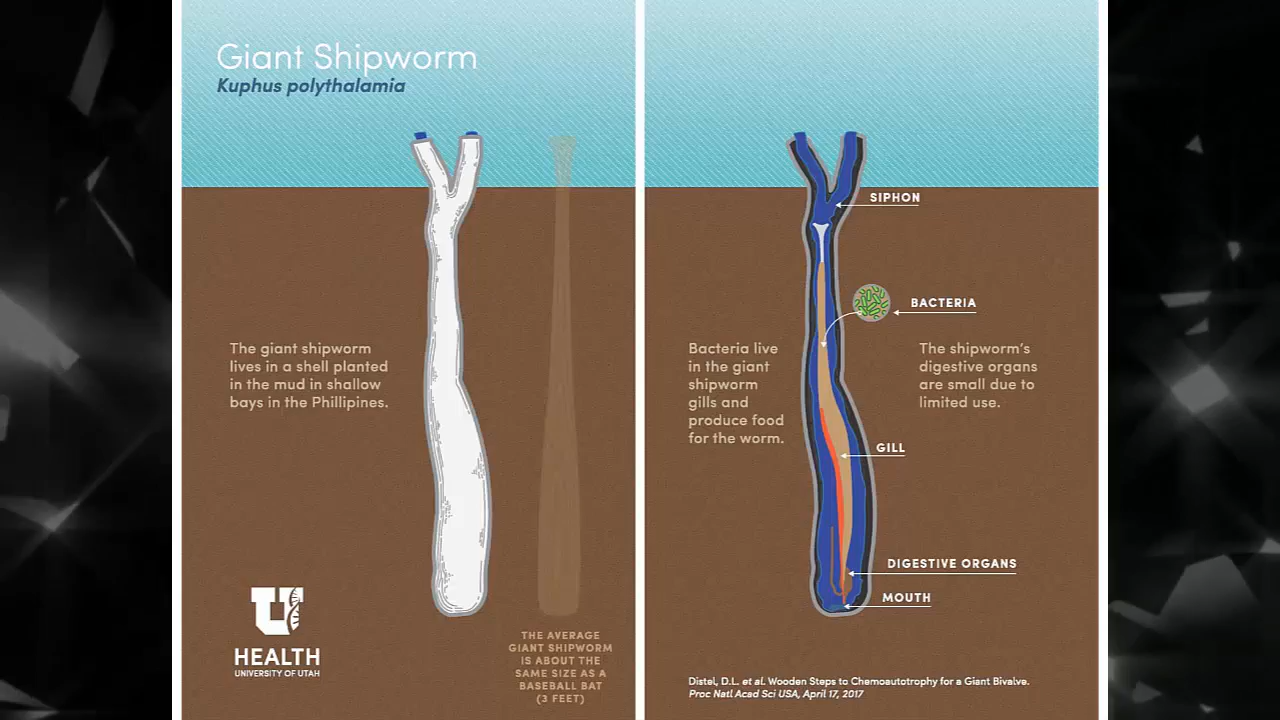 Giant Shipworm
Kuphus polythalamia
The giant shipworm
lives in a shell planted
in the mud in shallow
bays in the Phillipines.
U
HEALTH
UNIVERSITY OF UTAH
THE AVERAGE
GIANT SHIPWORM
IS ABOUT THE
SAME SIZE AS A
BASEBALL BAT
(3 FEET)
SIPHON
BACTERIA
Bacteria live
in the giant
shipworm
gills and
produce food
for the worm.
The shipworm's
digestive organs
are small due to
limited use.
GILL
DIGESTIVE ORGANS
MOUTH
Distel, D.L. et al. Wooden Steps to Chemoautotrophy for a Giant Bivalve.
Proc Natl Acad Sci USA, April 17, 2017